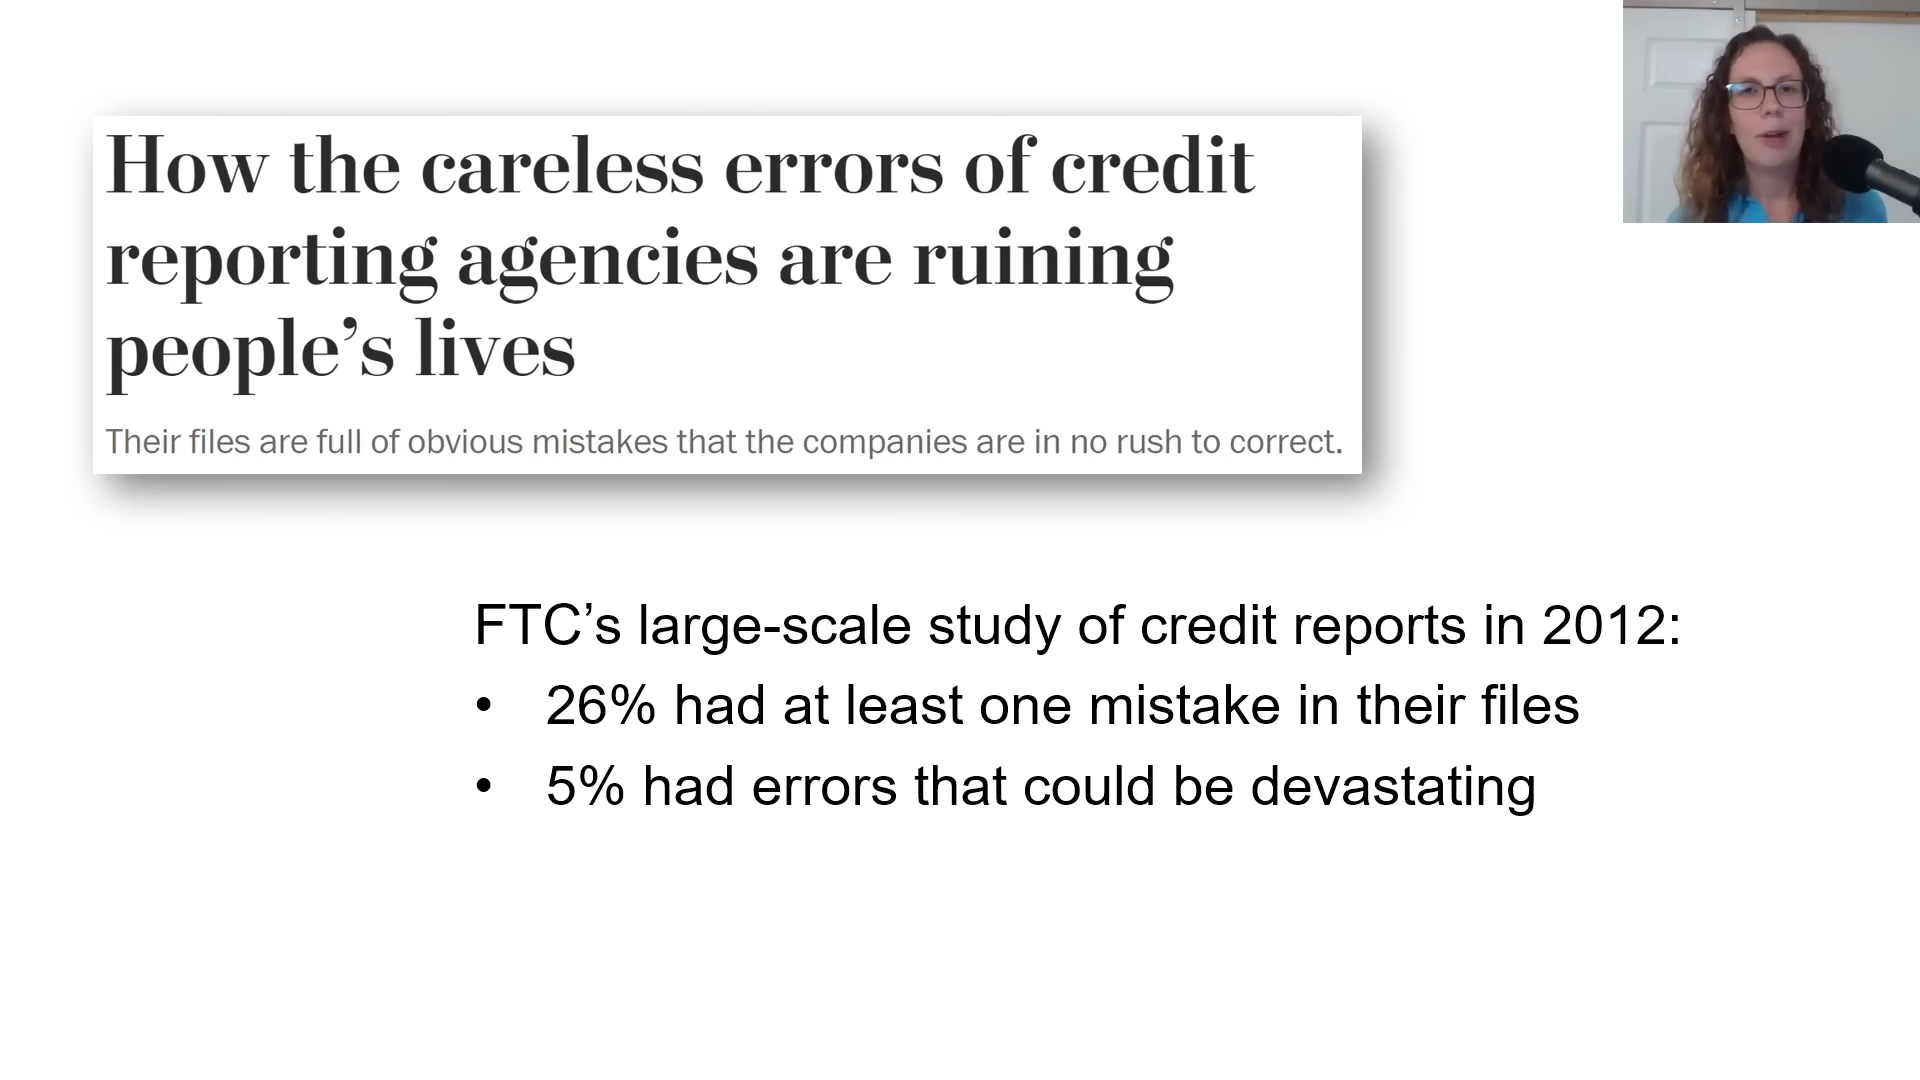 How the careless errors of credit
reporting agencies are ruining
people’s lives
Their files are full of obvious mistakes that the companies are in no rush to correct.
FTC’s large-scale study of credit reports in 2012:
• 26% had at least one mistake in their files
• 5% had errors that could be devastating